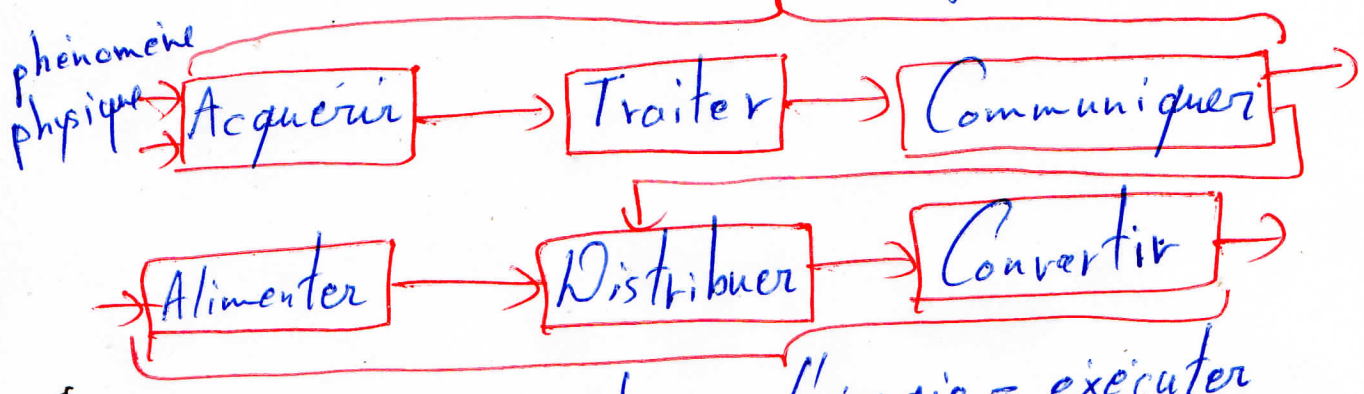 phénomène
physique
Acquérir Traiter Communiquer
Alimenter Distribuer Convertir
exécuter